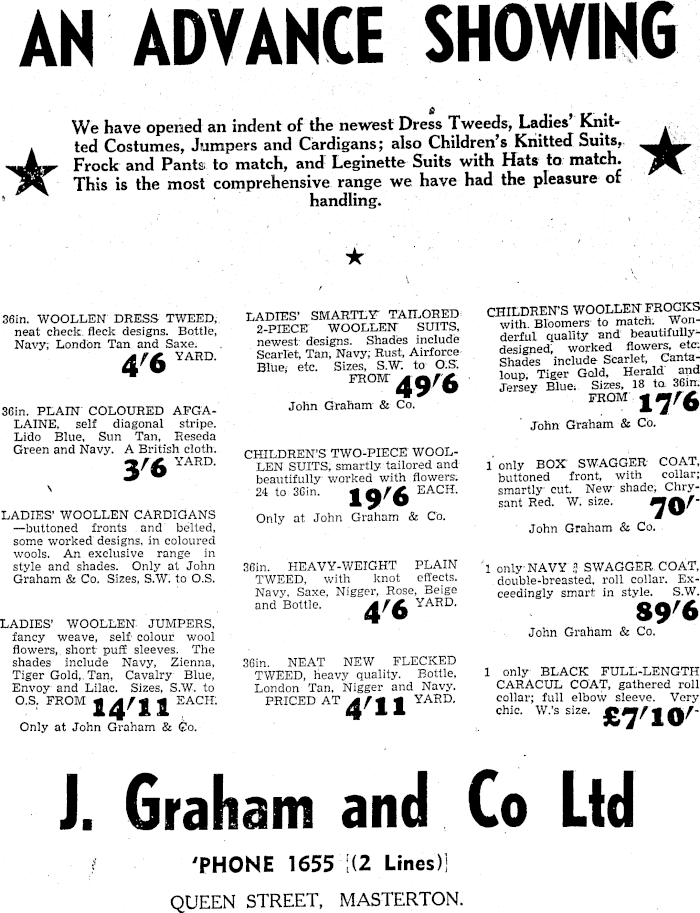 AN ADVANCE SHOWING
We have opened an indent of the newest Dress Tweeds, Ladies' Knit-
ted Costumes, Jumpers and Cardigans; also Children's Knitted Suits,
Frock and Pants to match, and Leginette Suits with Hats to match.
This is the most comprehensive range we have had the pleasure of
handling.
36in. WOOLLEN DRESS TWEED,
neat check fleck designs. Bottle,
Navy, London Tan and Saxe.
4/6 YARD.
36in. PLAIN COLOURED AFGA-
LAINE, self diagonal stripe.
Lido Blue, Sun Tan, Reseda
Green and Navy. A British cloth.
3/6 YARD.
LADIES' WOOLLEN CARDIGANS
—buttoned fronts and belted,
some worked designs, in coloured
wools. An exclusive range in
style and shades. Only at John
Graham & Co. Sizes, S.W. to O.S.
LADIES' WOOLLEN JUMPERS,
fancy weave, self colour wool
flowers, short puff sleeves. The
shades include Navy, Zienna,
Tiger Gold, Tan, Cavalry Blue,
Envoy and Lilac. Sizes, S.W. to
O.S. FROM 14/11 EACH.
Only at John Graham & Co.
LADIES' SMARTLY TAILORED
2-PIECE WOOLLEN SUITS,
newest designs. Shades include
Scarlet, Tan, Navy, Rust, Airforce
Blue, etc. Sizes, S.W. to O.S.
FROM 49/6
John Graham & Co.
CHILDREN'S TWO-PIECE WOOL-
LEN SUITS, smartly tailored and
beautifully worked with flowers.
24 to 36in. 19/6 EACH.
Only at John Graham & Co.
36in. HEAVY-WEIGHT PLAIN
TWEED, with knot effects.
Navy, Saxe, Nigger, Rose, Beige
and Bottle. 4/6 YARD.
36in. NEAT NEW FLECKED
TWEED, heavy quality. Bottle,
London Tan, Nigger and Navy.
PRICED AT 4/11 YARD.
CHILDREN'S WOOLLEN FROCKS
with Bloomers to match. Won-
derful quality and beautifully-
designed, worked flowers, etc.
Shades include Scarlet, Canta-
loup, Tiger Gold, Herald and
Jersey Blue. Sizes, 18 to 36in.
FROM 17/6
John Graham & Co.
1 only BOX SWAGGER COAT,
buttoned front, with collar;
smartly cut. New shade, Chry-
sant Red. W. size. 70/-
John Graham & Co.
1 only NAVY SWAGGER COAT,
double-breasted, roll collar. Ex-
ceedingly smart in style. S.W.
89/6
John Graham & Co.
1 only BLACK FULL-LENGTH
CARACUL COAT, gathered roll
collar; full elbow sleeve. Very
chic. W.'s size. £7/10/-
J. Graham and Co Ltd
'PHONE 1655 (2 Lines)
QUEEN STREET, MASTERTON.